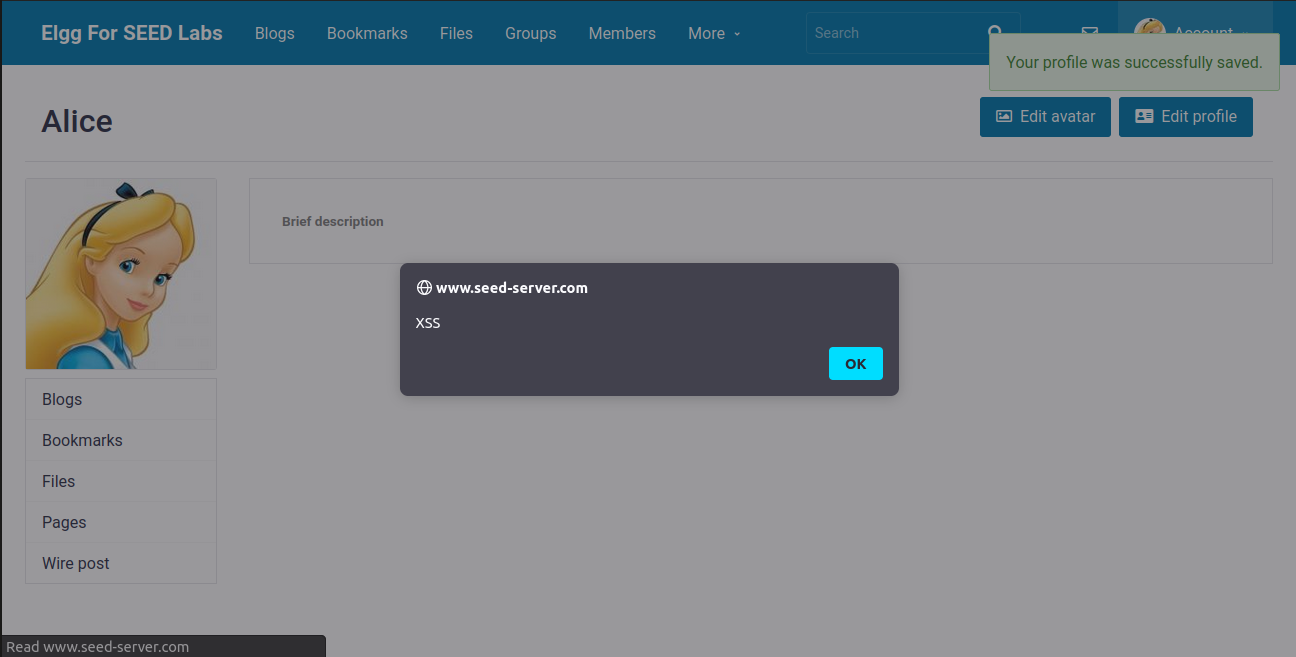 Elgg For SEED Labs Blogs Bookmarks Files Groups Members More Search Account
Your profile was successfully saved.
Alice
Edit avatar Edit profile
Brief description
www.seed-server.com
XSS
OK
Blogs
Bookmarks
Files
Pages
Wire post
Read www.seed-server.com